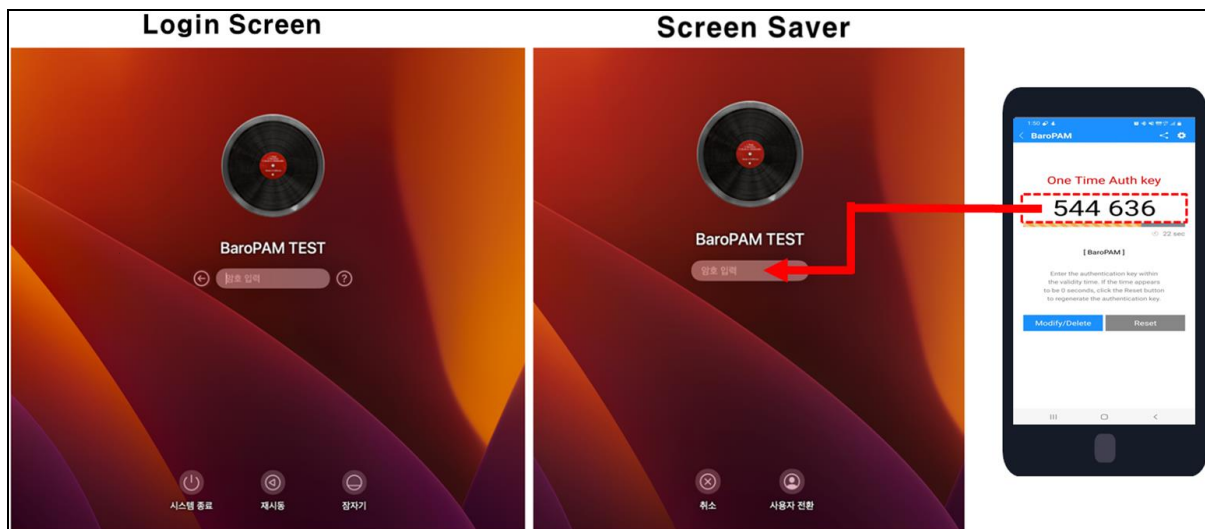 Login Screen
BaroPAM TEST
암호 입력
?
시스템 종료
재시동
잠자기
Screen Saver
BaroPAM TEST
암호 입력
취소
사용자 전환
1:50
BaroPAM
One Time Auth key
544 636
22 sec
[ BaroPAM ]
Enter the authentication key within
the validity time. If the time appears
to be 0 seconds, click the Reset button
to regenerate the authentication key.
Modify/Delete
Reset